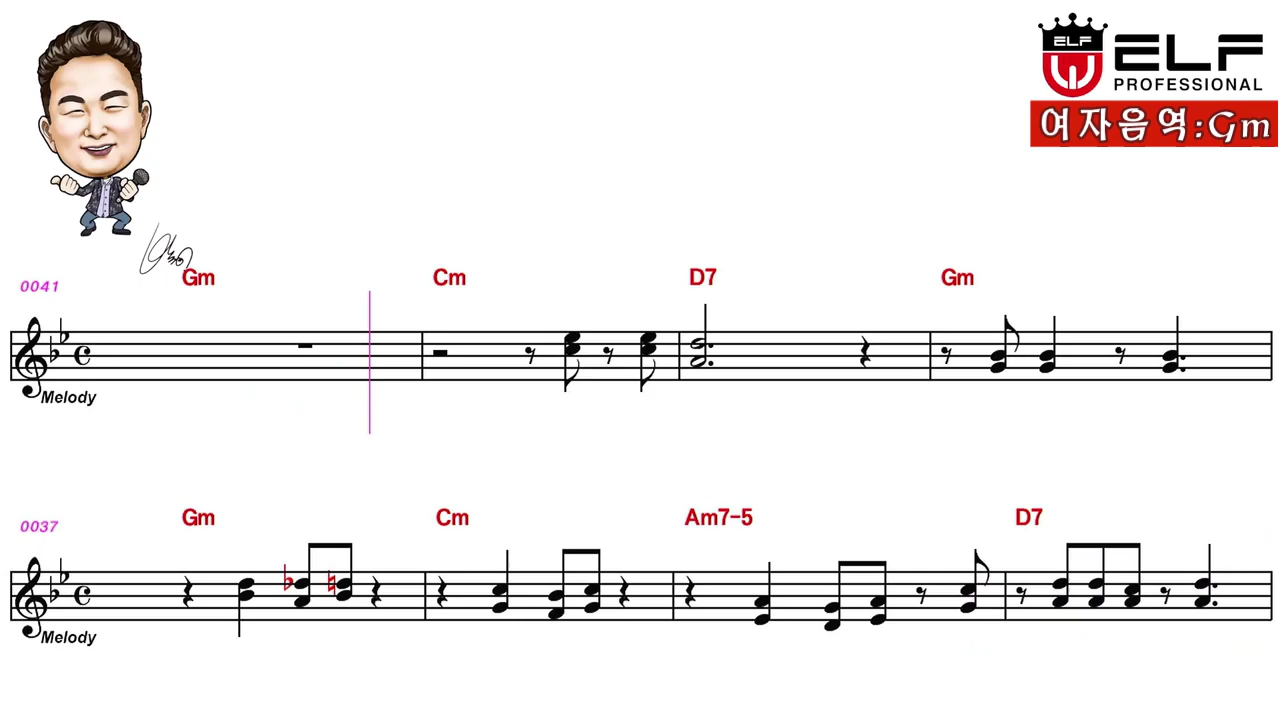 ELF
ELF
PROFESSIONAL
여자음역:Gm
0041
Gm Cm D7 Gm
Melody
0037
Gm Cm Am7-5 D7
Melody